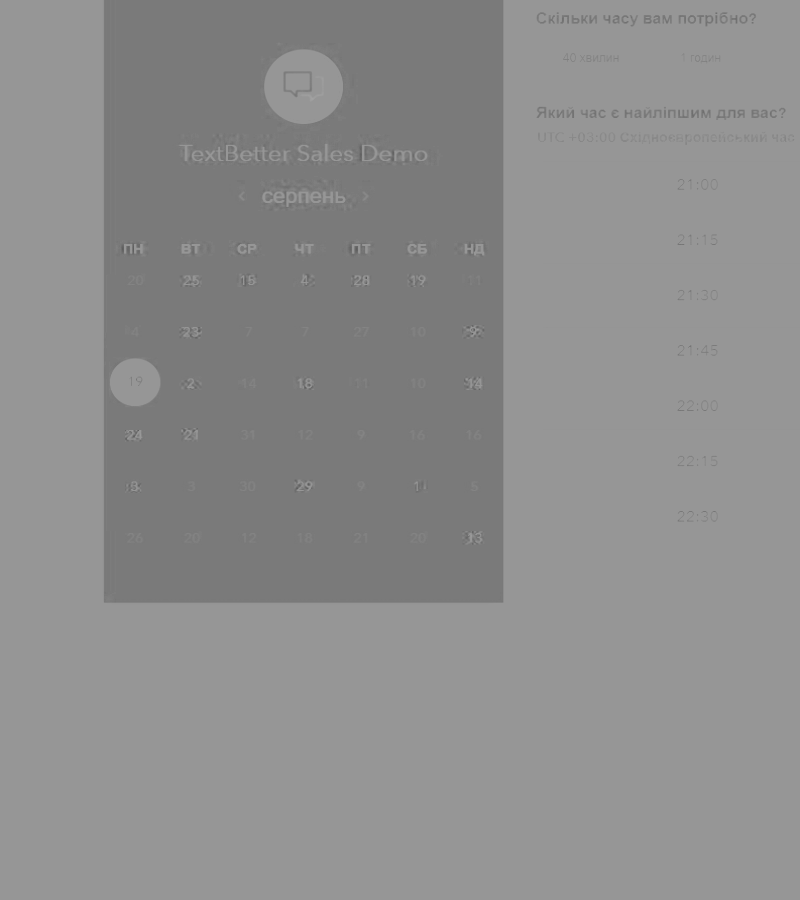 TextBetter Sales Demo
серпень
ПН ВТ СР ЧТ ПТ СБ НД
20 25 16 4 28 19 11
4 23 7 7 27 10
19 2 14 18 11 10
24 21 31 12 9 16 16
3 30 29 9 11 5
26 20 12 18 21 20 13
Скільки часу вам потрібно?
40 хвилин 1 годин
Який час є найліпшим для вас?
UTC +03:00 Східноєвропейський час
21:00
21:15
21:30
21:45
22:00
22:15
22:30